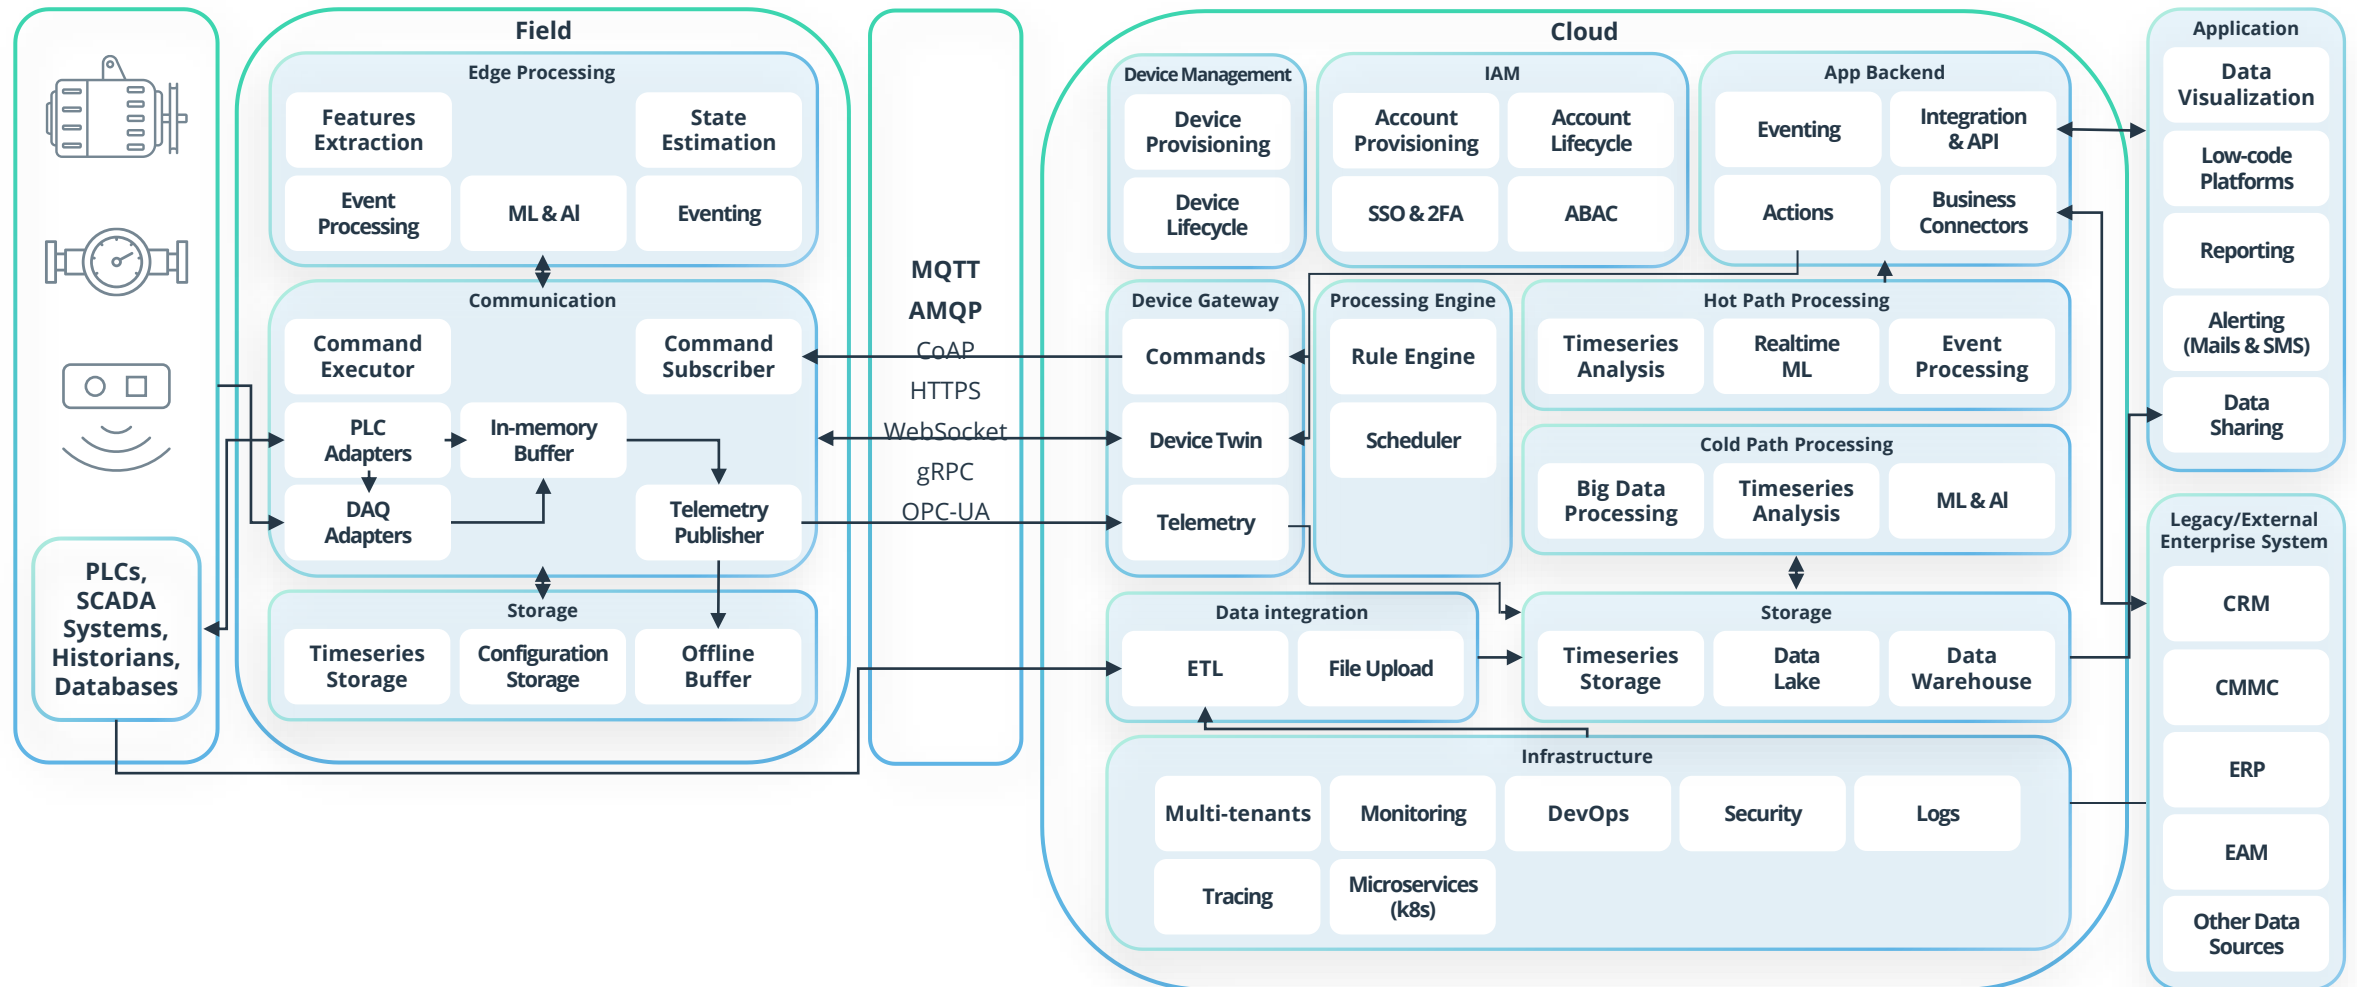 PLCs,
SCADA
Systems,
Historians,
Databases
Field
Edge Processing
Features
Extraction
State
Estimation
Event
Processing
ML & AI
Eventing
Communication
Command
Executor
Command
Subscriber
PLC
Adapters
In-memory
Buffer
DAQ
Adapters
Telemetry
Publisher
Storage
Timeseries
Storage
Configuration
Storage
Offline
Buffer
MQTT
AMQP
CoAP
HTTPS
WebSocket
gRPC
OPC-UA
Cloud
Device Management
Device
Provisioning
Device
Lifecycle
IAM
Account
Provisioning
Account
Lifecycle
SSO & 2FA
ABAC
App Backend
Eventing
Integration
& API
Actions
Business
Connectors
Device Gateway
Commands
Device Twin
Telemetry
Processing Engine
Rule Engine
Scheduler
Hot Path Processing
Timeseries
Analysis
Realtime
ML
Event
Processing
Cold Path Processing
Big Data
Processing
Timeseries
Analysis
ML & AI
Data integration
ETL
File Upload
Storage
Timeseries
Storage
Data
Lake
Data
Warehouse
Infrastructure
Multi-tenants
Monitoring
DevOps
Security
Logs
Tracing
Microservices
(k8s)
Application
Data
Visualization
Low-code
Platforms
Reporting
Alerting
(Mails & SMS)
Data
Sharing
Legacy/External
Enterprise System
CRM
CMMC
ERP
EAM
Other Data
Sources